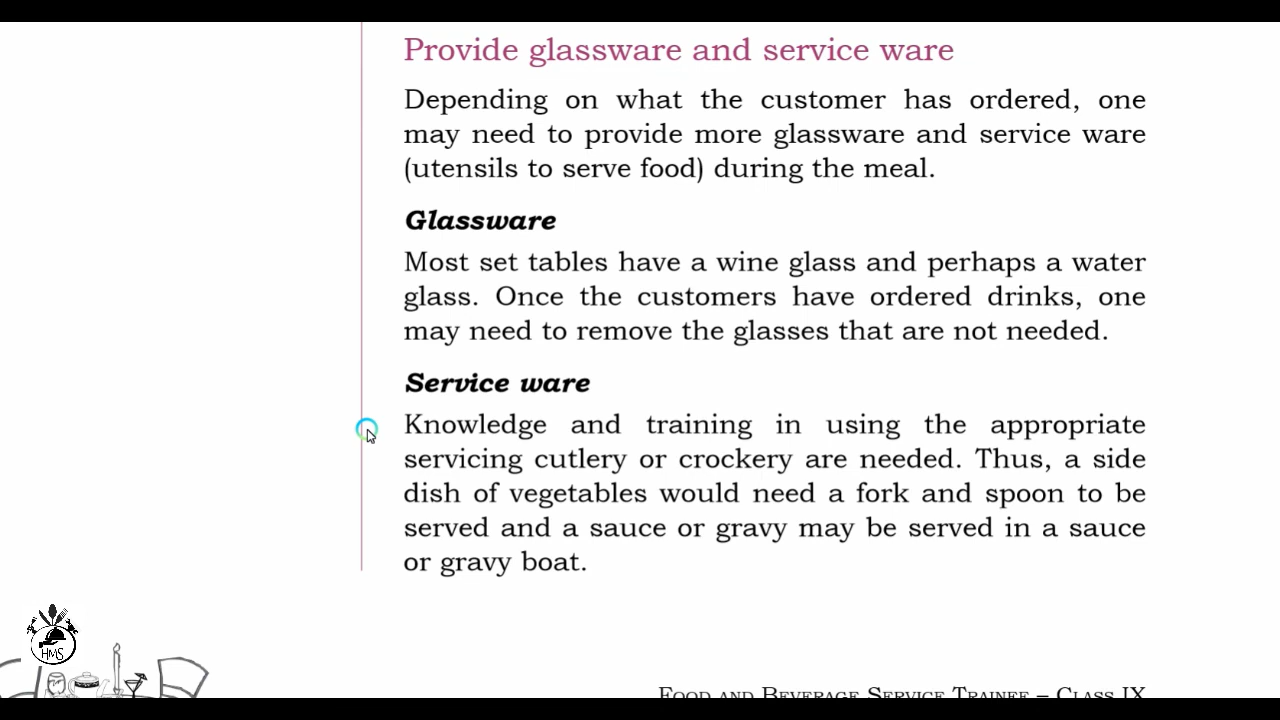 Provide glassware and service ware
Depending on what the customer has ordered, one
may need to provide more glassware and service ware
(utensils to serve food) during the meal.
Glassware
Most set tables have a wine glass and perhaps a water
glass. Once the customers have ordered drinks, one
may need to remove the glasses that are not needed.
Service ware
Knowledge and training in using the appropriate
servicing cutlery or crockery are needed. Thus, a side
dish of vegetables would need a fork and spoon to be
served and a sauce or gravy may be served in a sauce
or gravy boat.
HMS
Food and Beverage Service Trainee – Class IX